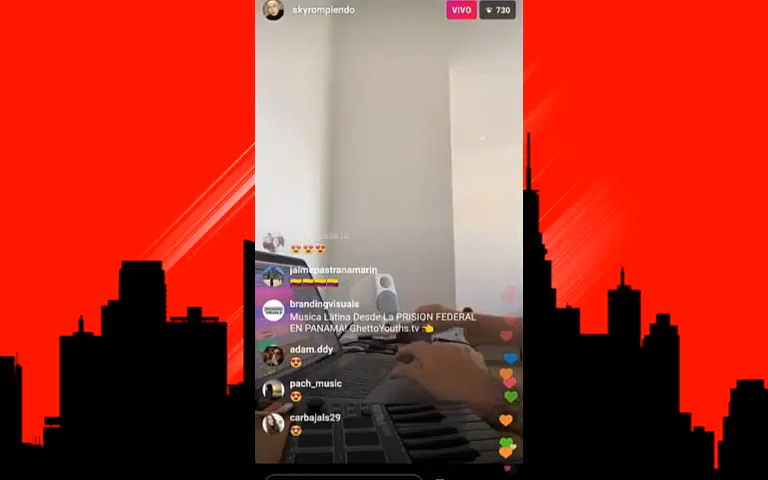 skyrompiendo
VIVO
730
😍😍😍
jaimepastranamarin
brandingvisuals
Musica Latina Desde La PRISION FEDERAL
EN PANAMA! GhettoYouths.tv 👈
adam.ddy
😍
pach_music
😍
carbajals29
😍